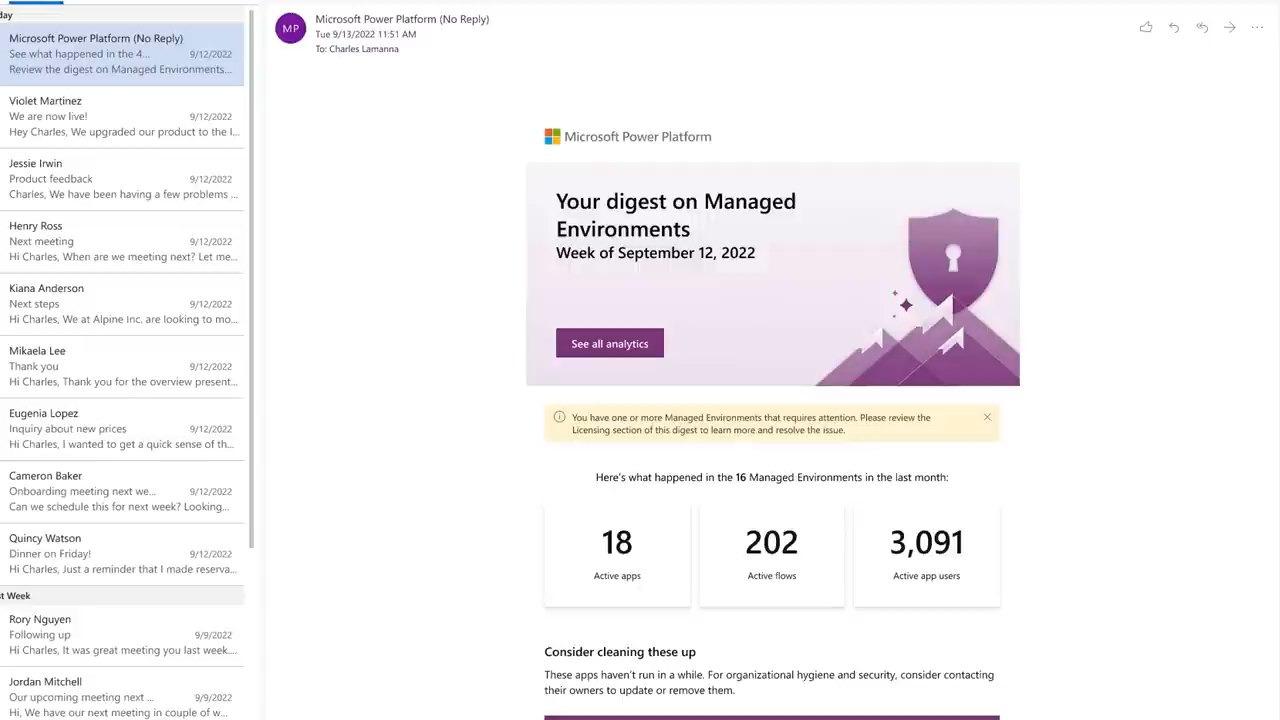 day
Microsoft Power Platform (No Reply)
See what happened in the 4... 9/12/2022
Review the digest on Managed Environments...
Violet Martinez
We are now live! 9/12/2022
Hey Charles, We upgraded our product to the l...
Jessie Irwin
Product feedback 9/12/2022
Charles, We have been having a few problems ...
Henry Ross
Next meeting 9/12/2022
Hi Charles, When are we meeting next? Let me...
Kiana Anderson
Next steps 9/12/2022
Hi Charles, We at Alpine Inc. are looking to mo...
Mikaela Lee
Thank you 9/12/2022
Hi Charles, Thank you for the overview present...
Eugenia Lopez
Inquiry about new prices 9/12/2022
Hi Charles, I wanted to get a quick sense of th...
Cameron Baker
Onboarding meeting next we... 9/12/2022
Can we schedule this for next week? Looking...
Quincy Watson
Dinner on Friday! 9/12/2022
Hi Charles, Just a reminder that I made reserva...
st Week
Rory Nguyen
Following up 9/9/2022
Hi Charles, It was great meeting you last week....
Jordan Mitchell
Our upcoming meeting next ... 9/9/2022
Hi, We have our next meeting in couple of w...
MP
Microsoft Power Platform (No Reply)
Tue 9/13/2022 11:51 AM
To: Charles Lamanna
Microsoft Power Platform
Your digest on Managed
Environments
Week of September 12, 2022
See all analytics
You have one or more Managed Environments that requires attention. Please review the
Licensing section of this digest to learn more and resolve the issue.
Here's what happened in the 16 Managed Environments in the last month:
18
Active apps
202
Active flows
3,091
Active app users
Consider cleaning these up
These apps haven't run in a while. For organizational hygiene and security, consider contacting
their owners to update or remove them.